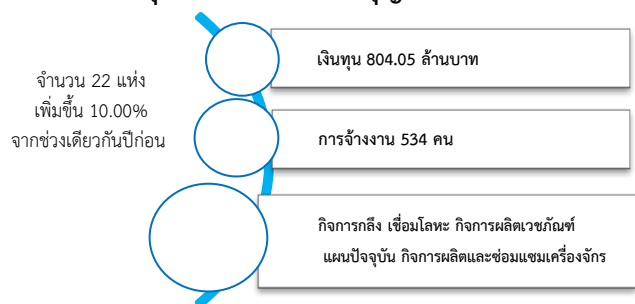 จำนวน 22 แห่ง
เพิ่มขึ้น 10.00%
จากช่วงเดียวกันปีก่อน
เงินทุน 804.05 ล้านบาท
การจ้างงาน 534 คน
กิจการกลึง เชื่อมโลหะ กิจการผลิตเวชภัณฑ์
แผนปัจจุบัน กิจการผลิตและซ่อมแซมเครื่องจักร